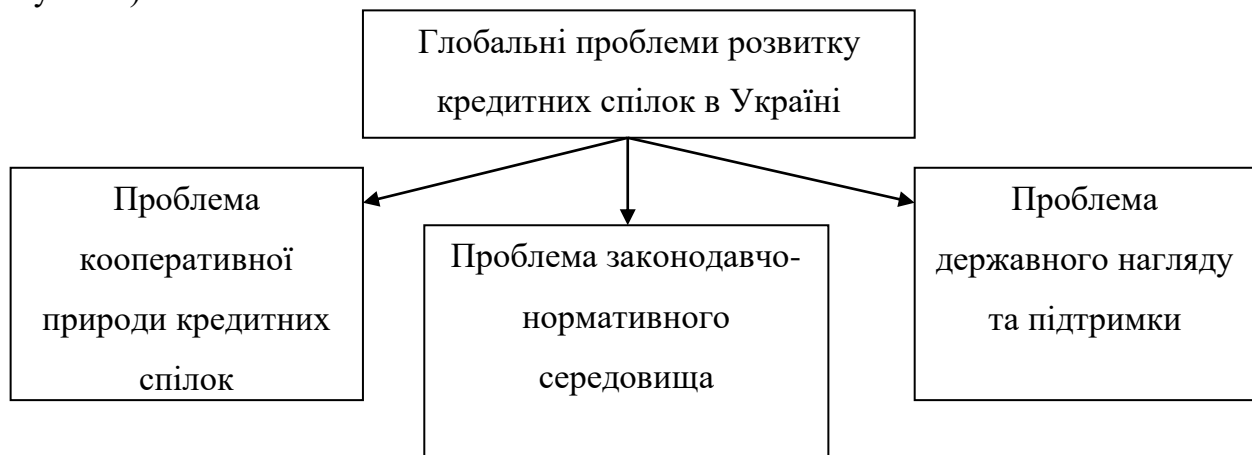 Глобальні проблеми розвитку
кредитних спілок в Україні
Проблема
кооперативної
природи кредитних
спілок
Проблема законодавчо-
нормативного
середовища
Проблема
державного нагляду
та підтримки